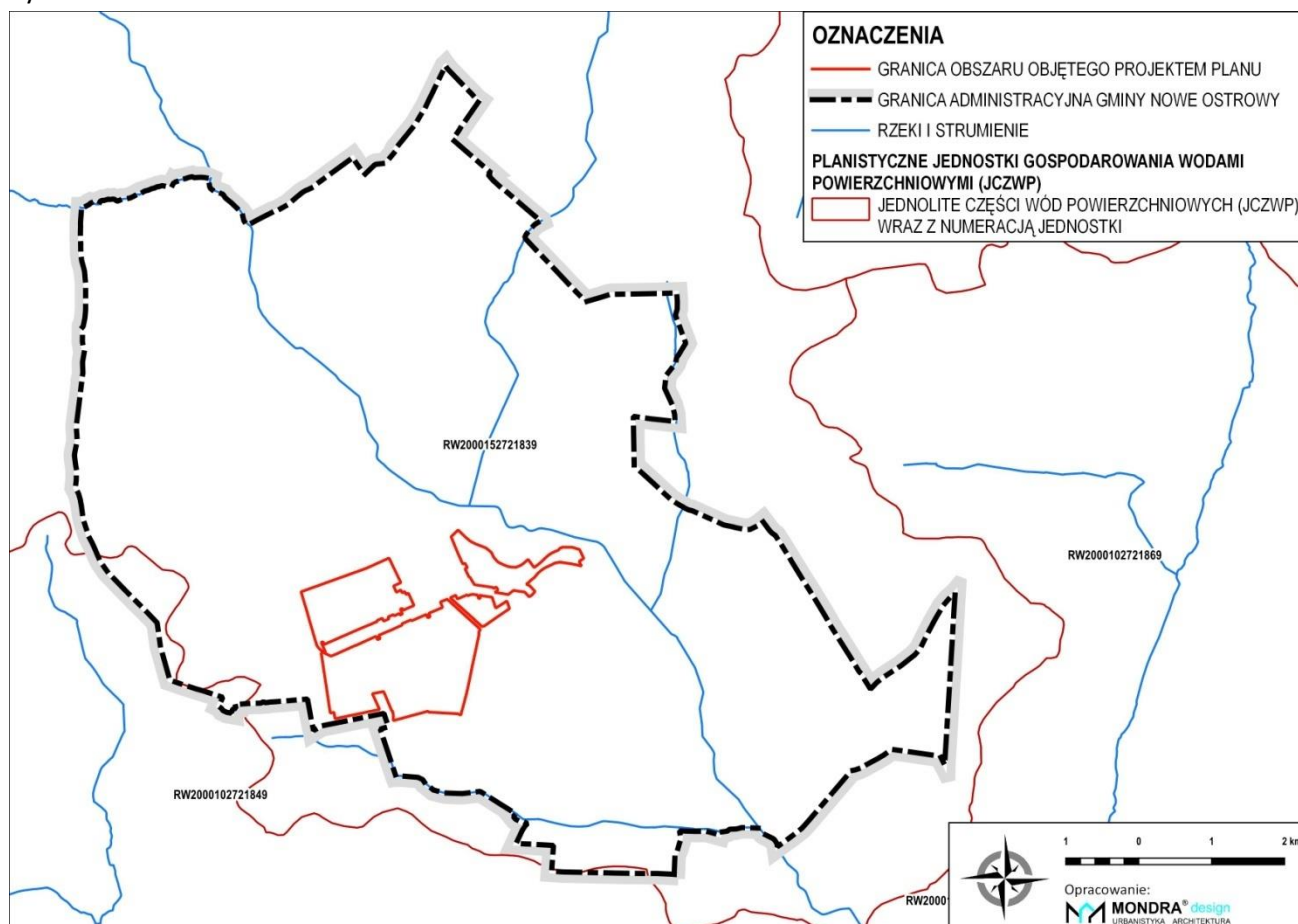 OZNACZENIA
GRANICA OBSZARU OBJĘTEGO PROJEKTEM PLANU
GRANICA ADMINISTRACYJNA GMINY NOWE OSTROWY
RZEKI I STRUMIENIE
PLANISTYCZNE JEDNOSTKI GOSPODAROWANIA WODAMI
POWIERZCHNIOWYMI (JCZWP)
JEDNOLITE CZĘŚCI WÓD POWIERZCHNIOWYCH (JCZWP)
WRAZ Z NUMERACJĄ JEDNOSTKI
RW2000152721839
RW2000102721869
RW2000102721849
RW20001
1 0 1 2 km
Opracowanie:
MONDRA® design
URBANISTYKA ARCHITEKTURA